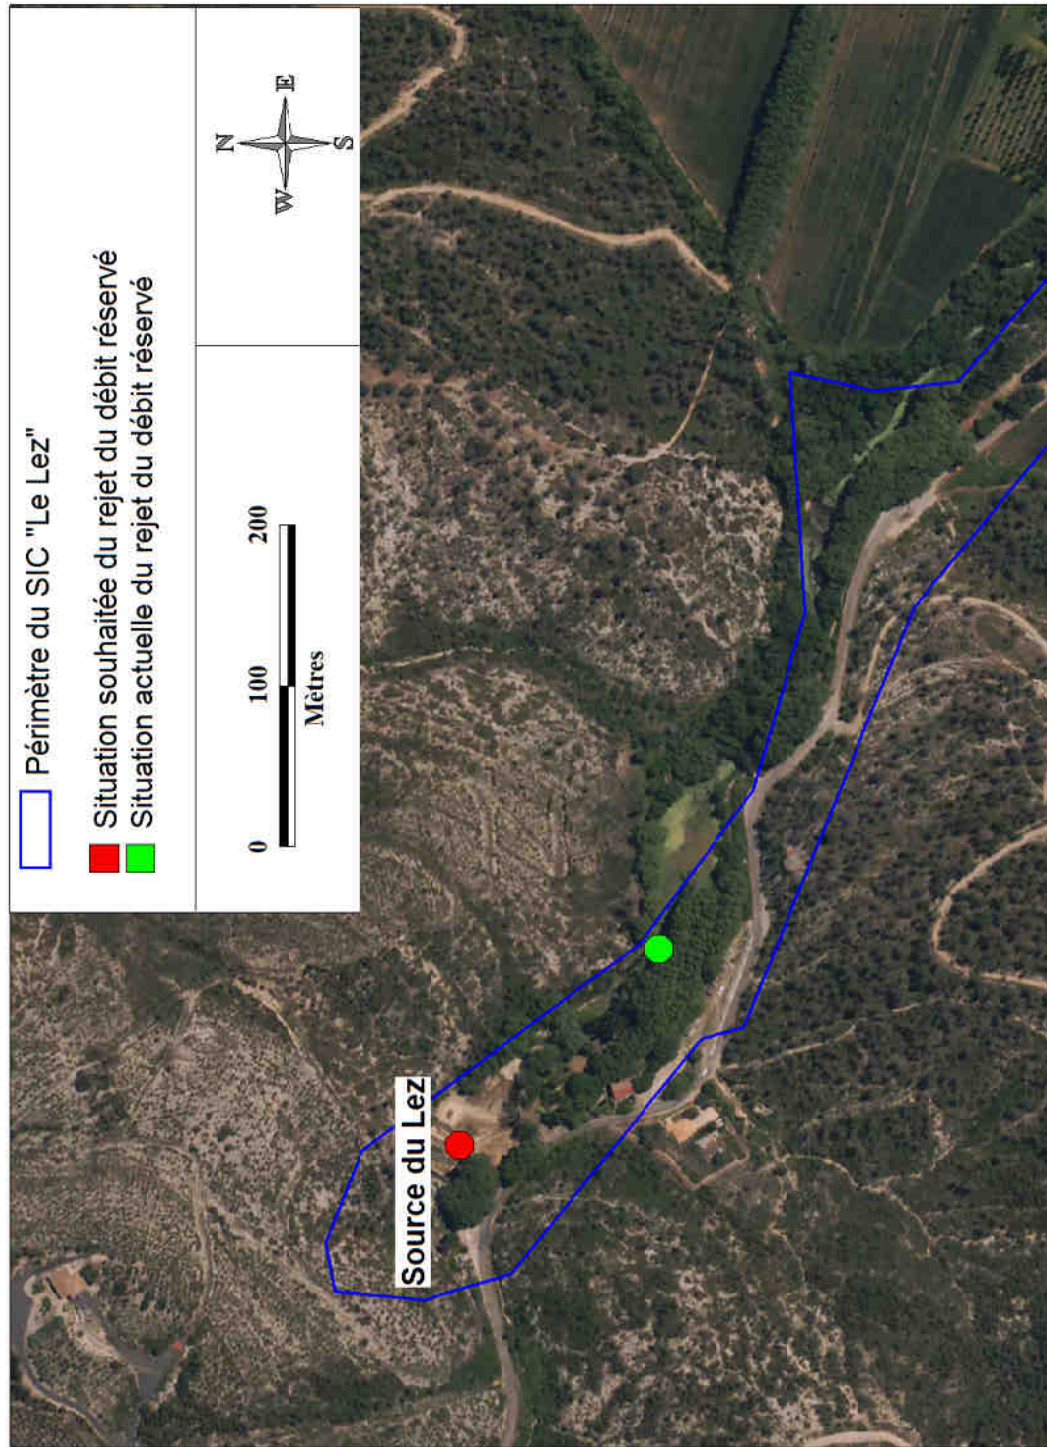 Périmètre du SIC "Le Lez"
Situation souhaitée du rejet du débit réservé
Situation actuelle du rejet du débit réservé
0 100 200
Mètres
N
W E
S
Source du Lez